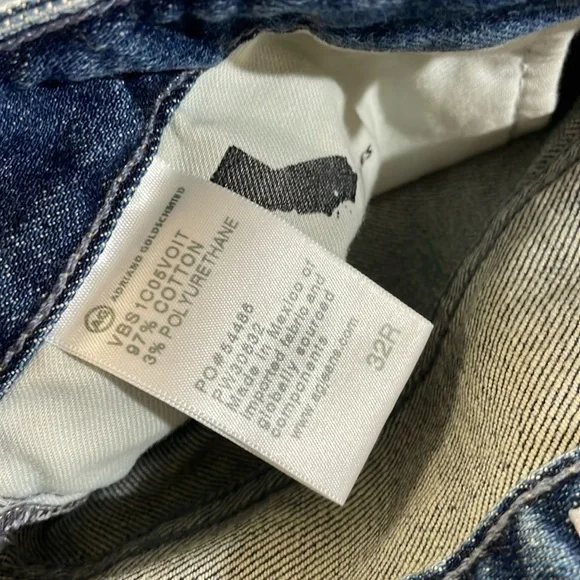 AG ADRIANO GOLDSCHMIED
VBS1C05VOIT
97% COTTON
3% POLYURETHANE
PO#54486
PW30832
Made in Mexico of
imported fabric and
globally sourced
components
www.agjeans.com
32R